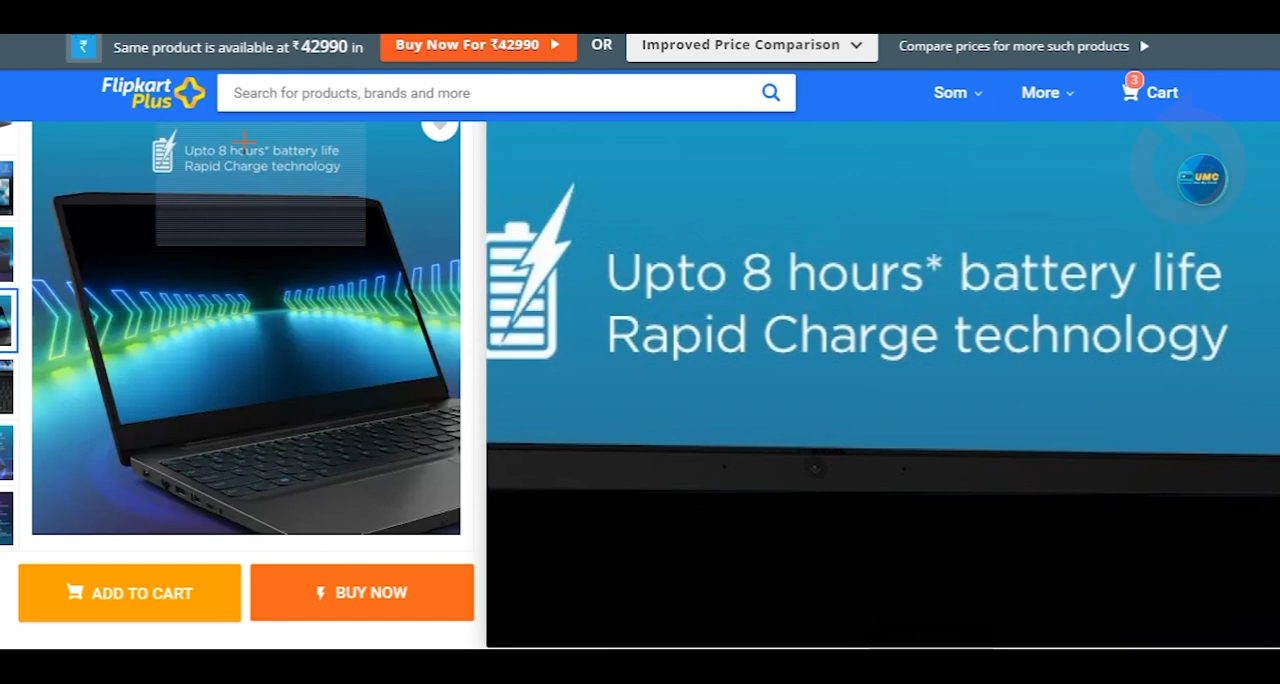 Same product is available at ₹42990 in
Buy Now For ₹42990
OR
Improved Price Comparison
Compare prices for more such products
Flipkart
Plus
Search for products, brands and more
Som
More
3
Cart
Upto 8 hours* battery life
Rapid Charge technology
UMC
Upto 8 hours* battery life
Rapid Charge technology
ADD TO CART
BUY NOW